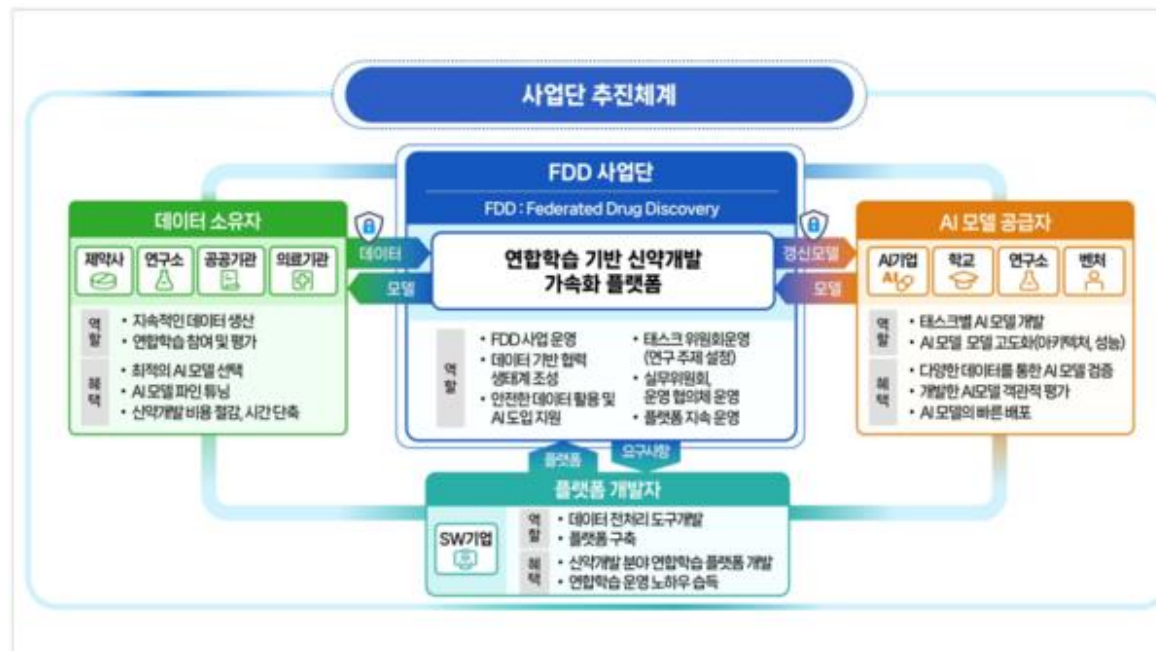 사업단 추진체계
FDD 사업단
FDD : Federated Drug Discovery
연합학습 기반 신약개발
가속화 플랫폼
역할
• FDD 사업 운영
• 데이터 기반 협력
생태계 조성
• 안전한 데이터 활용 및
AI 도입 지원
• 태스크 위원회운영
(연구 주제 설정)
• 실무위원회,
운영 협의체 운영
• 플랫폼 지속 운영
데이터 소유자
제약사 연구소 공공기관 의료기관
역할
• 지속적인 데이터 생산
• 연합학습 참여 및 평가
혜택
• 최적의 AI 모델 선택
• AI 모델 파인 튜닝
• 신약개발 비용 절감, 시간 단축
데이터
모델
갱신모델
모델
AI 모델 공급자
AI기업 학교 연구소 벤처
AI
역할
• 태스크별 AI 모델 개발
• AI 모델 모델 고도화(아키텍처, 성능)
혜택
• 다양한 데이터를 통한 AI 모델 검증
• 개발한 AI모델 객관적 평가
• AI 모델의 빠른 배포
플랫폼
요구사항
플랫폼 개발자
SW기업
역할
• 데이터 전처리 도구개발
• 플랫폼 구축
혜택
• 신약개발 분야 연합학습 플랫폼 개발
• 연합학습 운영 노하우 습득